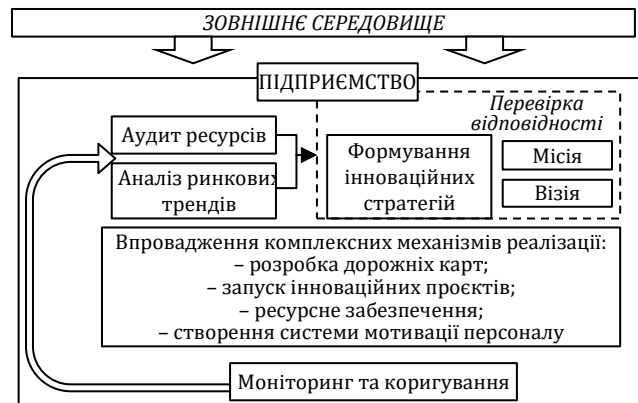 ЗОВНІШНЄ СЕРЕДОВИЩЕ
ПІДПРИЄМСТВО
Перевірка
відповідності
Аудит ресурсів
Аналіз ринкових
трендів
Формування
інноваційних
стратегій
Місія
Візія
Впровадження комплексних механізмів реалізації:
– розробка дорожніх карт;
– запуск інноваційних проєктів;
– ресурсне забезпечення;
– створення системи мотивації персоналу
Моніторинг та коригування